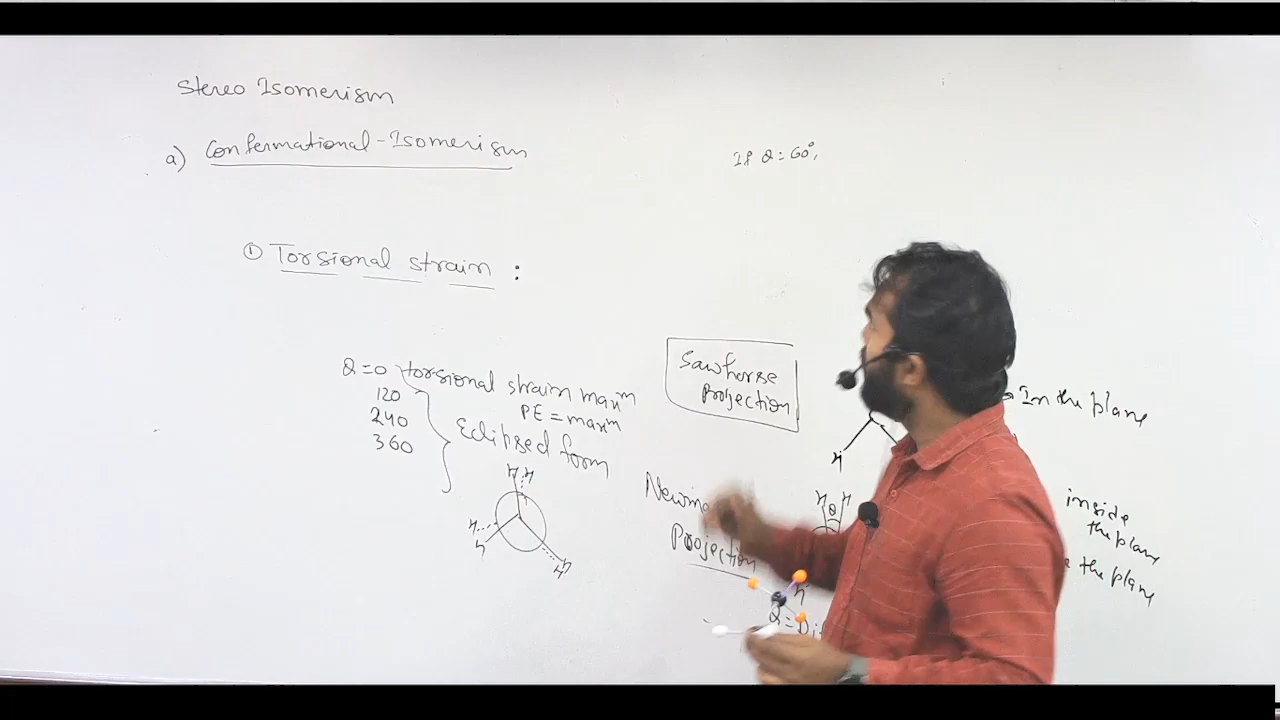 Stereo Isomerism
a) Conformational-Isomerism
If θ = 60°,
① Torsional strain :
θ = 0 torsional strain maxm
120 PE = maxm
240 Eclipsed form
360
H H
H
H
H
H
Sawhorse
Projection
In the plane
H
H H
θ
Projection
inside
the plane
the plane
H
θ =